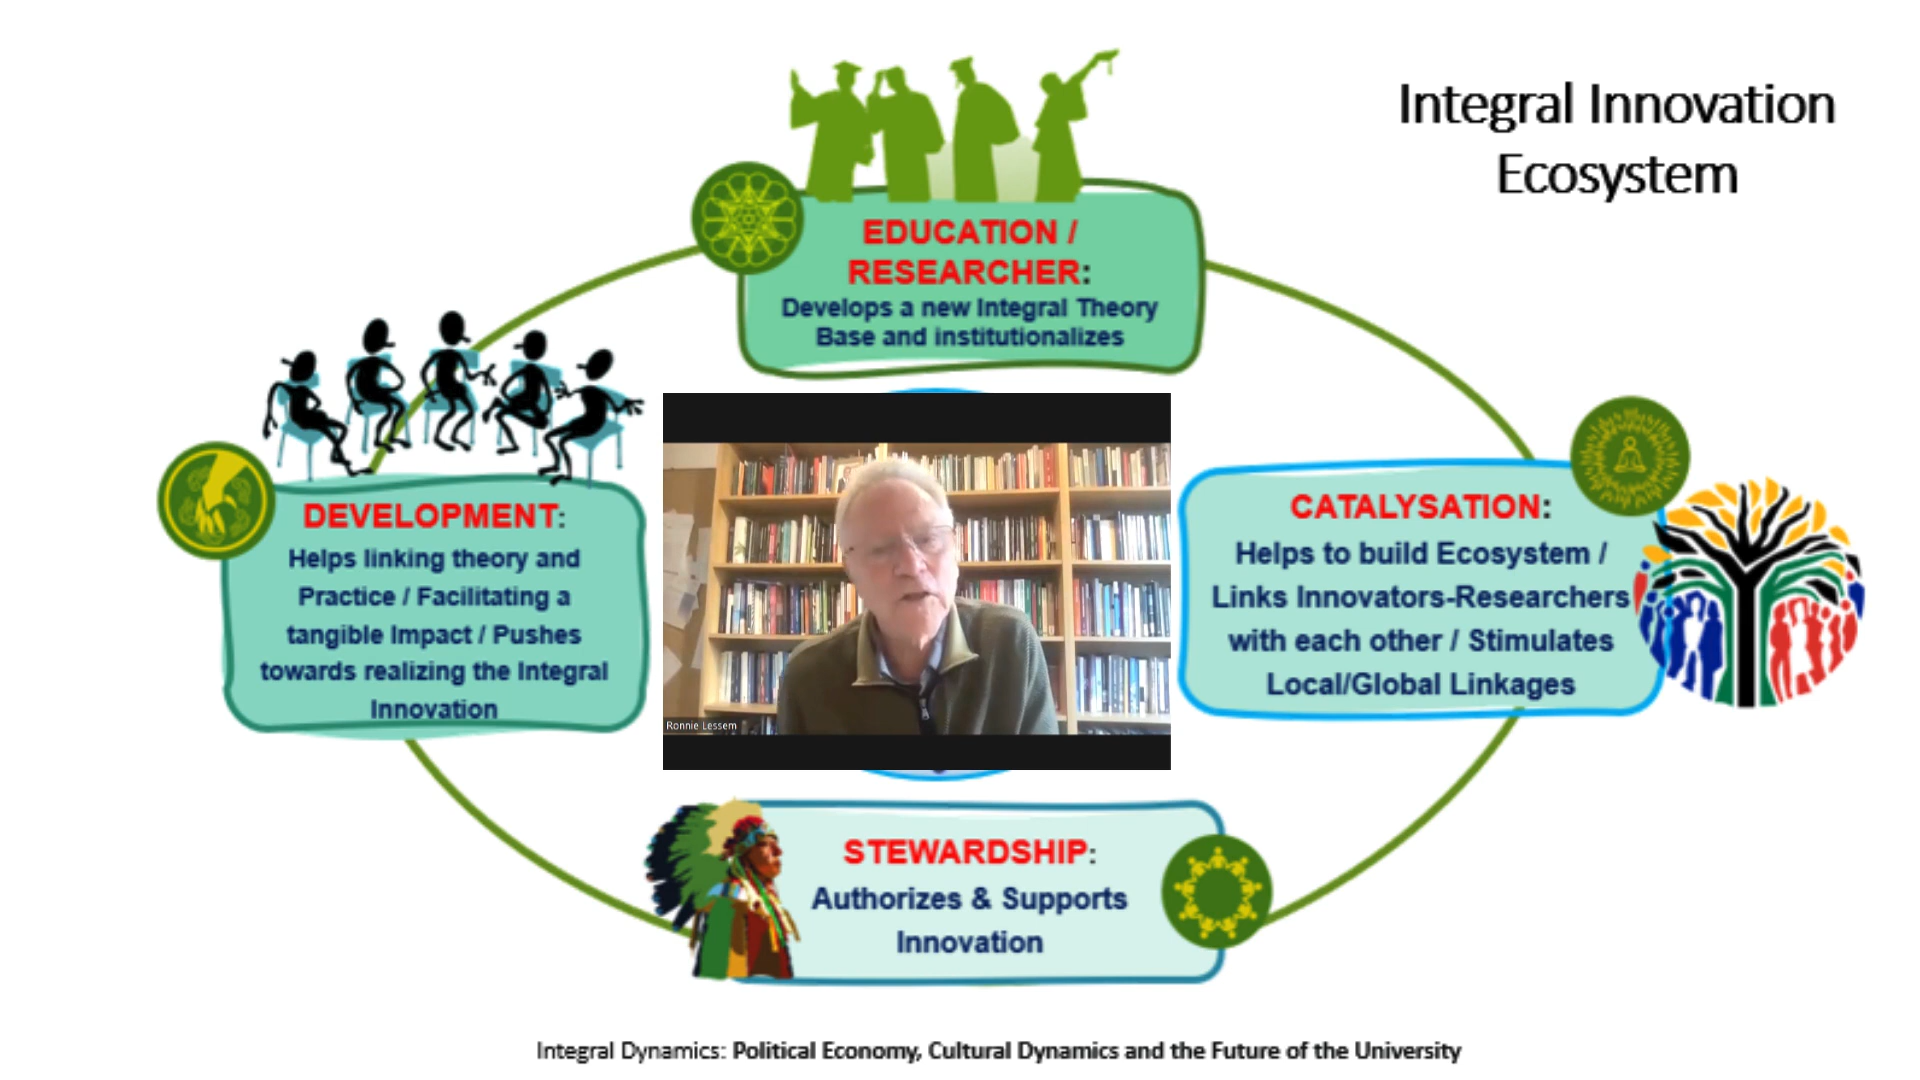 Integral Innovation
Ecosystem
EDUCATION /
RESEARCHER:
Develops a new Integral Theory
Base and institutionalizes
DEVELOPMENT:
Helps linking theory and
Practice / Facilitating a
tangible Impact / Pushes
towards realizing the Integral
Innovation
Ronnie Lessem
CATALYSATION:
Helps to build Ecosystem /
Links Innovators-Researchers
with each other / Stimulates
Local/Global Linkages
STEWARDSHIP:
Authorizes & Supports
Innovation
Integral Dynamics: Political Economy, Cultural Dynamics and the Future of the University